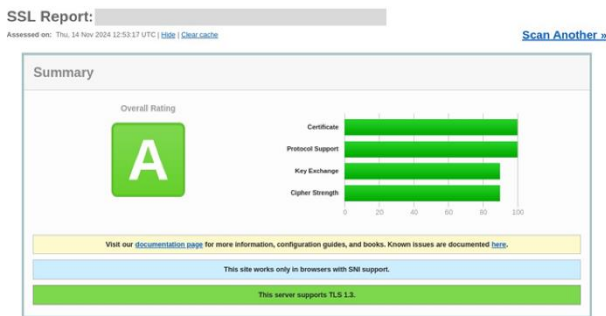 SSL Report:
Assessed on: Thu, 14 Nov 2024 12:53:17 UTC | Hide | Clear cache
Scan Another »
Summary
Overall Rating
A
Certificate
Protocol Support
Key Exchange
Cipher Strength
0 20 40 60 80 100
Visit our documentation page for more information, configuration guides, and books. Known issues are documented here.
This site works only in browsers with SNI support.
This server supports TLS 1.3.